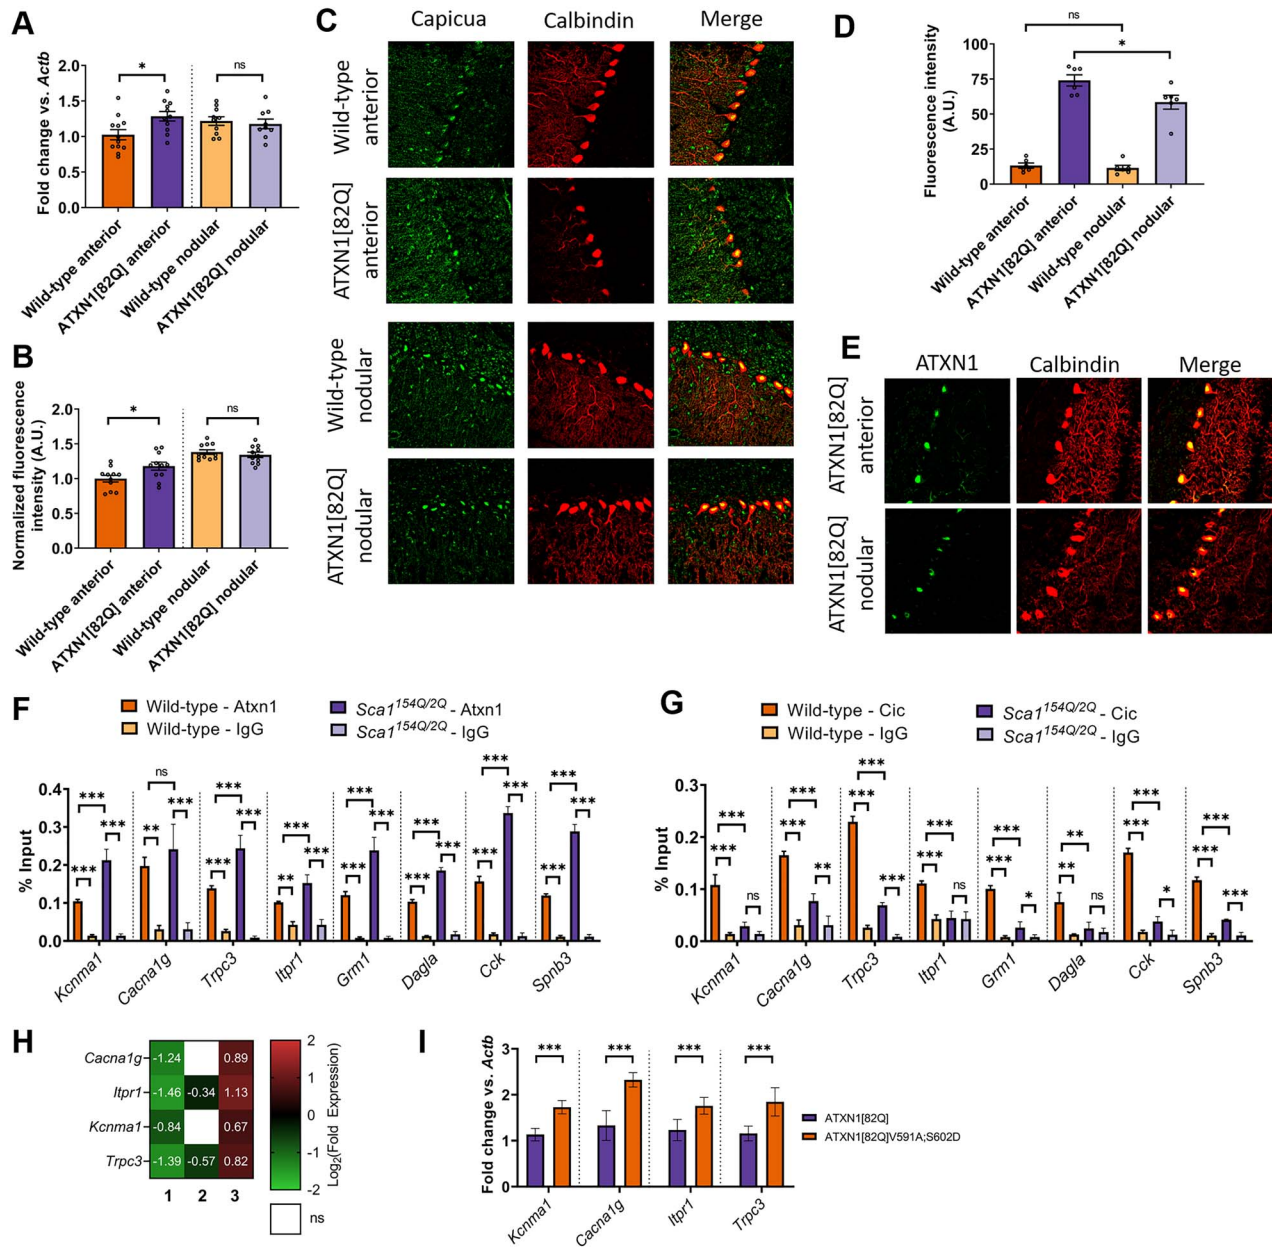 A
Fold change vs. Actb
2.0
1.5
1.0
0.5
0.0
*
ns
Wild-type anterior
ATXN1[82Q] anterior
Wild-type nodular
ATXN1[82Q] nodular
B
Normalized fluorescence
intensity (A.U.)
2.0
1.5
1.0
0.5
0.0
*
ns
Wild-type anterior
ATXN1[82Q] anterior
Wild-type nodular
ATXN1[82Q] nodular
C
Capicua
Calbindin
Merge
Wild-type
anterior
ATXN1[82Q]
anterior
Wild-type
nodular
ATXN1[82Q]
nodular
D
Fluorescence intensity
(A.U.)
100
75
50
25
0
ns
*
Wild-type anterior
ATXN1[82Q] anterior
Wild-type nodular
ATXN1[82Q] nodular
E
ATXN1
Calbindin
Merge
ATXN1[82Q]
anterior
ATXN1[82Q]
nodular
F
Wild-type - Atxn1
Wild-type - IgG
Sca1154Q/2Q - Atxn1
Sca1154Q/2Q - IgG
% Input
0.4
0.3
0.2
0.1
0.0
*** *** ***
ns ** ***
*** *** ***
*** ** ***
*** *** ***
*** *** ***
*** *** ***
*** *** ***
Kcnma1
Cacna1g
Trpc3
Itpr1
Grm1
Dagla
Cck
Spnb3
G
Wild-type - Cic
Wild-type - IgG
Sca1154Q/2Q - Cic
Sca1154Q/2Q - IgG
% Input
0.3
0.2
0.1
0.0
*** *** ns
*** *** **
*** *** ***
*** *** ns
*** *** *
** ** ns
*** *** *
*** *** ***
Kcnma1
Cacna1g
Trpc3
Itpr1
Grm1
Dagla
Cck
Spnb3
H
Cacna1g -1.24 0.89
Itpr1 -1.46 -0.34 1.13
Kcnma1 -0.84 0.67
Trpc3 -1.39 -0.57 0.82
1 2 3
2
1
0
-1
-2
Log2(Fold Expression)
ns
I
Fold change vs. Actb
3
2
1
0
*** *** *** ***
Kcnma1
Cacna1g
Itpr1
Trpc3
ATXN1[82Q]
ATXN1[82Q]V591A;S602D